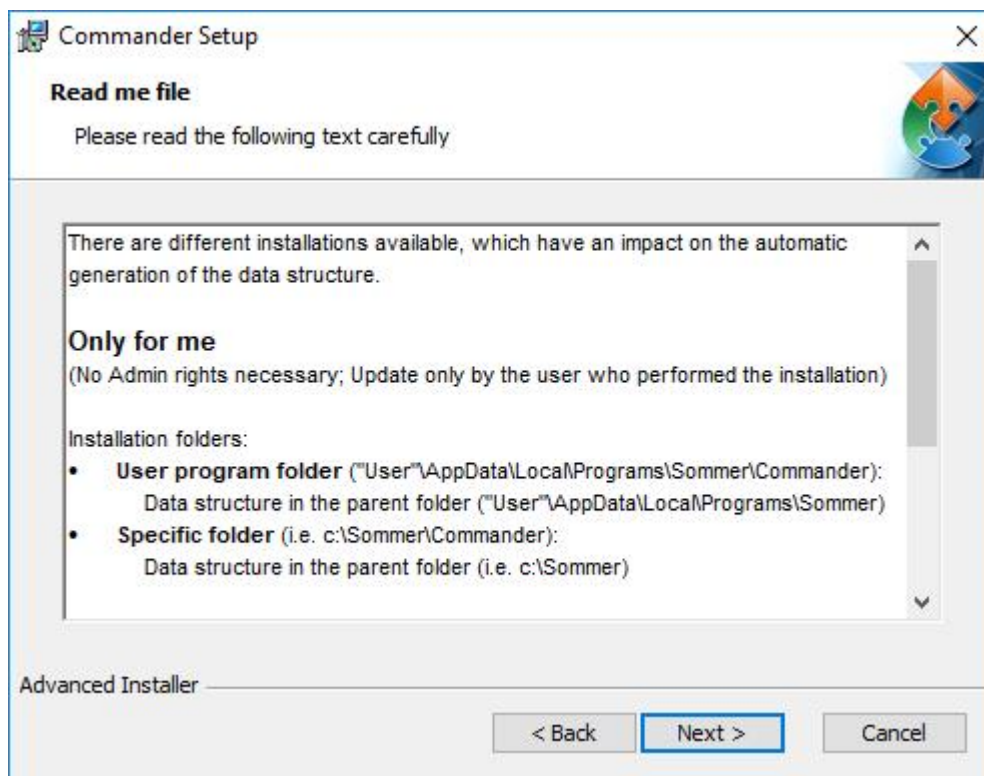 Commander Setup
Read me file
Please read the following text carefully
There are different installations available, which have an impact on the automatic
generation of the data structure.
Only for me
(No Admin rights necessary; Update only by the user who performed the installation)
Installation folders:
• User program folder ("User"\AppData\Local\Programs\Sommer\Commander):
Data structure in the parent folder ("User"\AppData\Local\Programs\Sommer)
• Specific folder (i.e. c:\Sommer\Commander):
Data structure in the parent folder (i.e. c:\Sommer)
Advanced Installer
< Back
Next >
Cancel